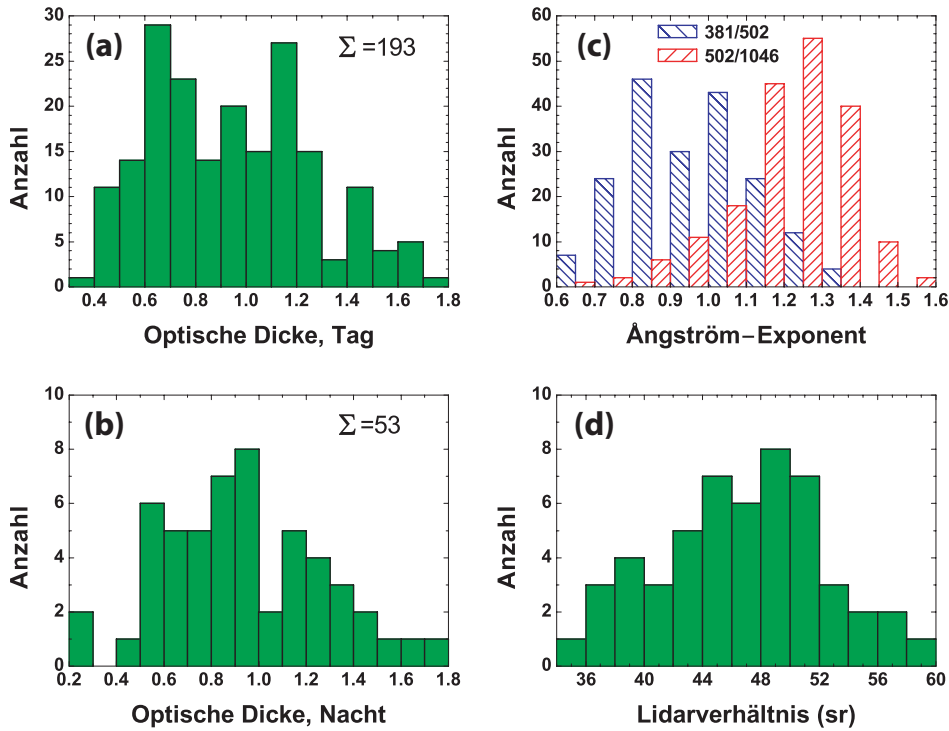 (a)
Σ =193
30
25
20
15
10
5
0
Anzahl
0.4 0.6 0.8 1.0 1.2 1.4 1.6 1.8
Optische Dicke, Tag
(c)
381/502
502/1046
60
50
40
30
20
10
0
Anzahl
0.6 0.7 0.8 0.9 1.0 1.1 1.2 1.3 1.4 1.5 1.6
Ångström−Exponent
(b)
Σ =53
10
8
6
4
2
0
Anzahl
0.2 0.4 0.6 0.8 1.0 1.2 1.4 1.6 1.8
Optische Dicke, Nacht
(d)
10
8
6
4
2
0
Anzahl
36 40 44 48 52 56 60
Lidarverhältnis (sr)